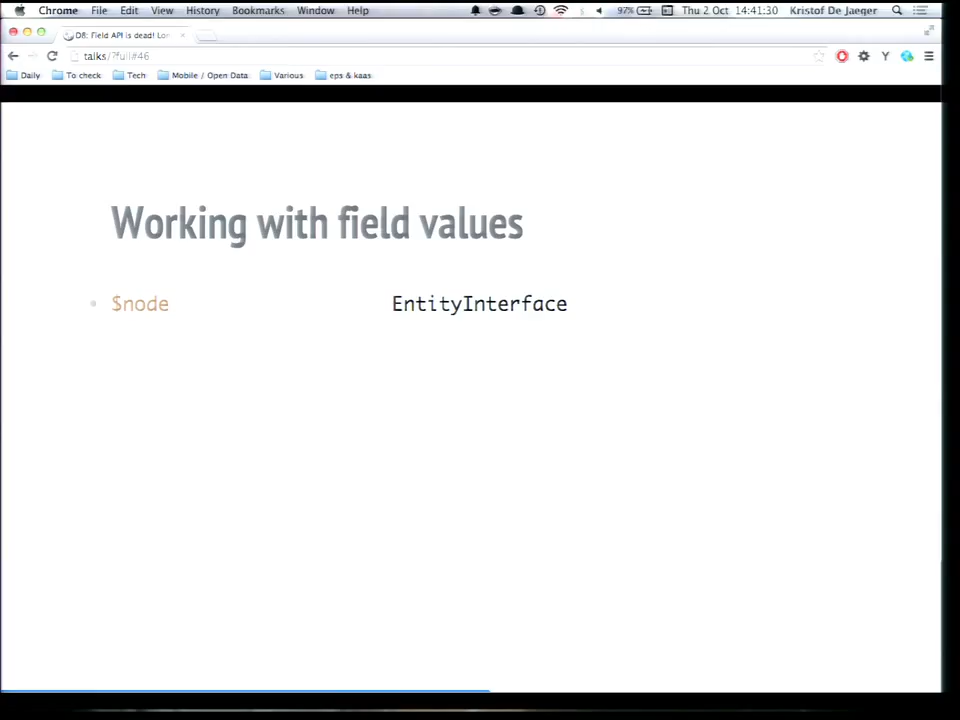 Chrome File Edit View History Bookmarks Window Help 97% Thu 2 Oct 14:41:30 Kristof De Jaeger
D8: Field API is dead! Lon
talks/?full#46
Daily To check Tech Mobile / Open Data Various eps & kaas
Working with field values
• $node EntityInterface